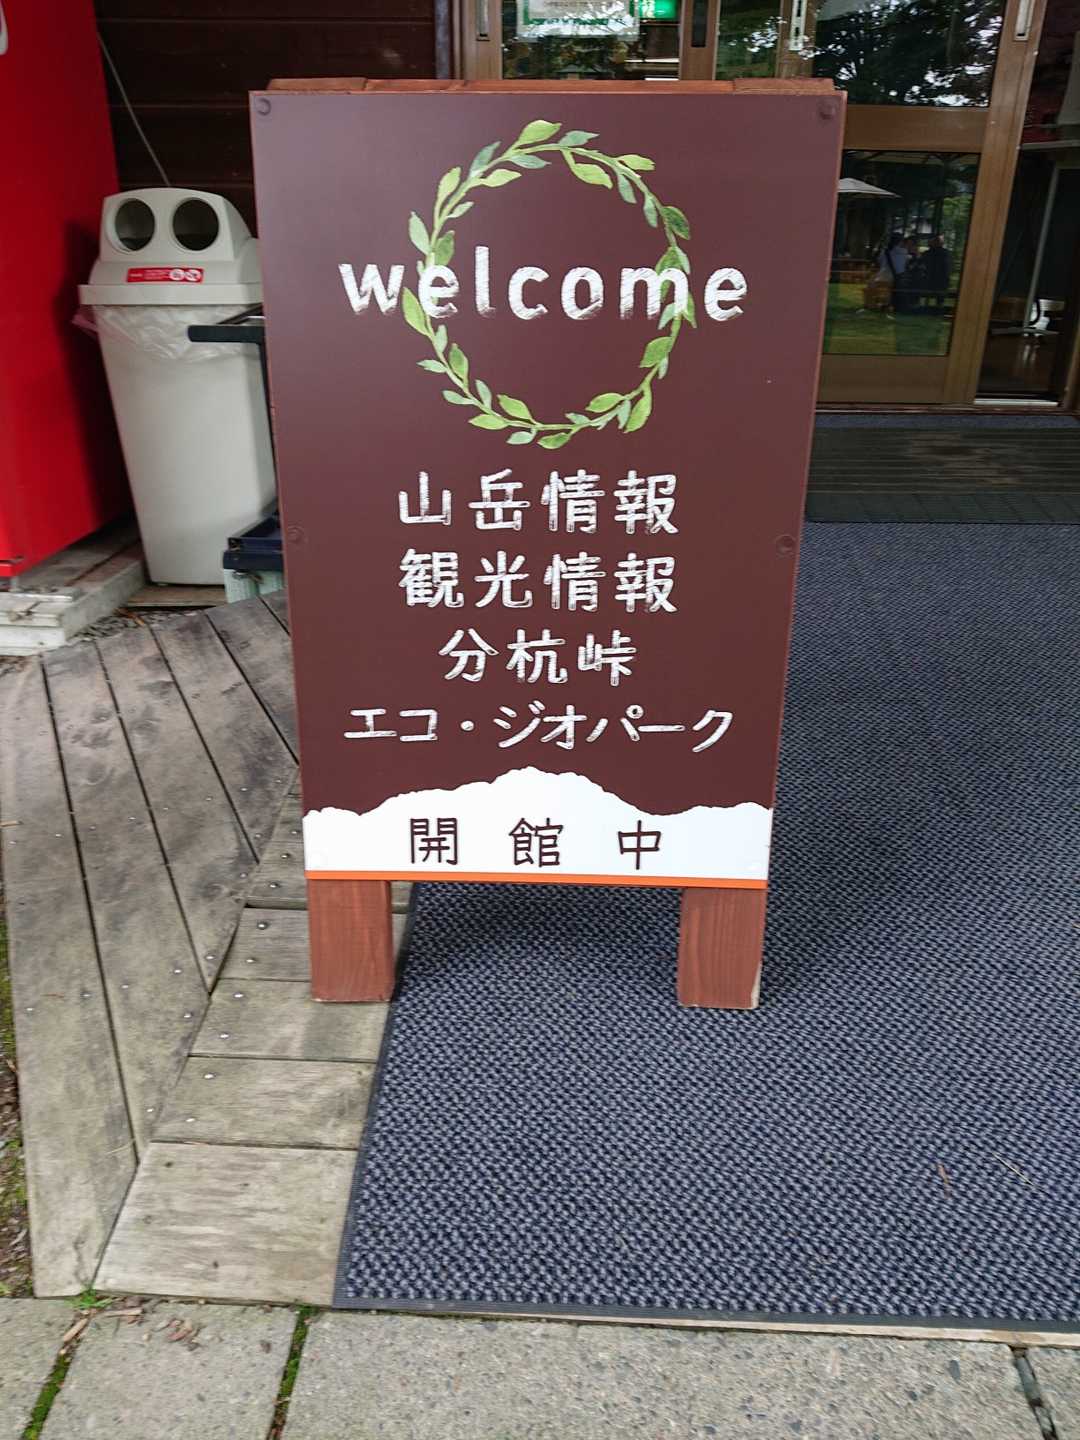 welcome
山岳情報
観光情報
分杭峠
エコ・ジオパーク
開館中